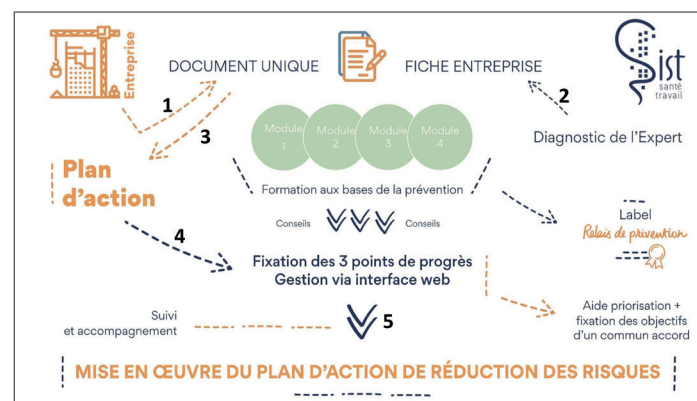 Entreprise
DOCUMENT UNIQUE
FICHE ENTREPRISE
Sist
santé
travail
1
2
3
Module
1
Module
2
Module
3
Module
4
Diagnostic de l'Expert
Plan
d'action
Formation aux bases de la prévention
4
Conseils
Conseils
Label
Relais de prévention
Fixation des 3 points de progrès
Gestion via interface web
Suivi
et accompagnement
5
Aide priorisation +
fixation des objectifs
d'un commun accord
MISE EN ŒUVRE DU PLAN D'ACTION DE RÉDUCTION DES RISQUES